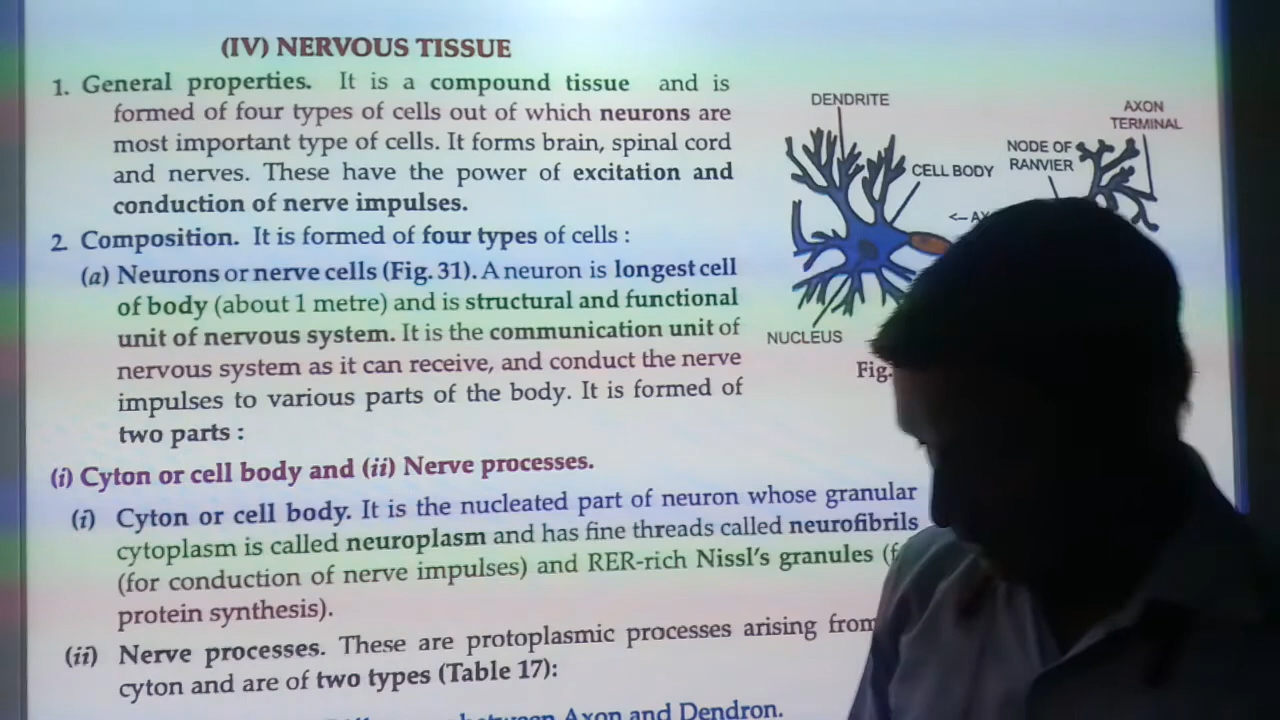 (IV) NERVOUS TISSUE
1. General properties. It is a compound tissue and is
formed of four types of cells out of which neurons are
most important type of cells. It forms brain, spinal cord
and nerves. These have the power of excitation and
conduction of nerve impulses.
2. Composition. It is formed of four types of cells :
(a) Neurons or nerve cells (Fig. 31). A neuron is longest cell
of body (about 1 metre) and is structural and functional
unit of nervous system. It is the communication unit of
nervous system as it can receive, and conduct the nerve
impulses to various parts of the body. It is formed of
two parts :
(i) Cyton or cell body and (ii) Nerve processes.
(i) Cyton or cell body. It is the nucleated part of neuron whose granular
cytoplasm is called neuroplasm and has fine threads called neurofibrils
(for conduction of nerve impulses) and RER-rich Nissl's granules
protein synthesis).
(ii) Nerve processes. These are protoplasmic processes arising from
cyton and are of two types (Table 17):
between Axon and Dendron.
DENDRITE
AXON
TERMINAL
NODE OF
RANVIER
CELL BODY
NUCLEUS
Fig.